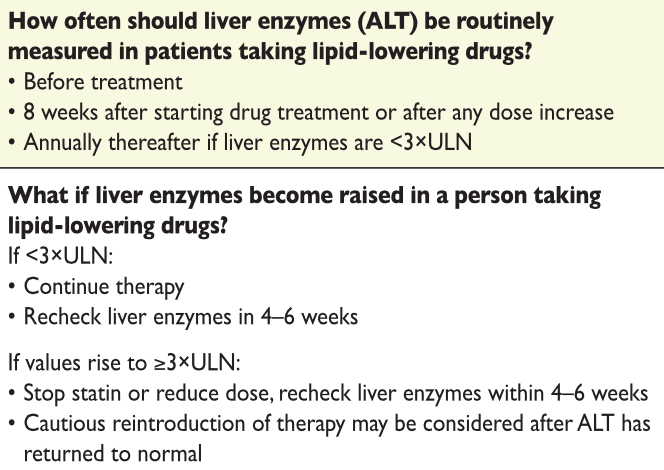 How often should liver enzymes (ALT) be routinely
measured in patients taking lipid-lowering drugs?
• Before treatment
• 8 weeks after starting drug treatment or after any dose increase
• Annually thereafter if liver enzymes are <3×ULN
What if liver enzymes become raised in a person taking
lipid-lowering drugs?
If <3×ULN:
• Continue therapy
• Recheck liver enzymes in 4–6 weeks
If values rise to ≥3×ULN:
• Stop statin or reduce dose, recheck liver enzymes within 4–6 weeks
• Cautious reintroduction of therapy may be considered after ALT has
returned to normal